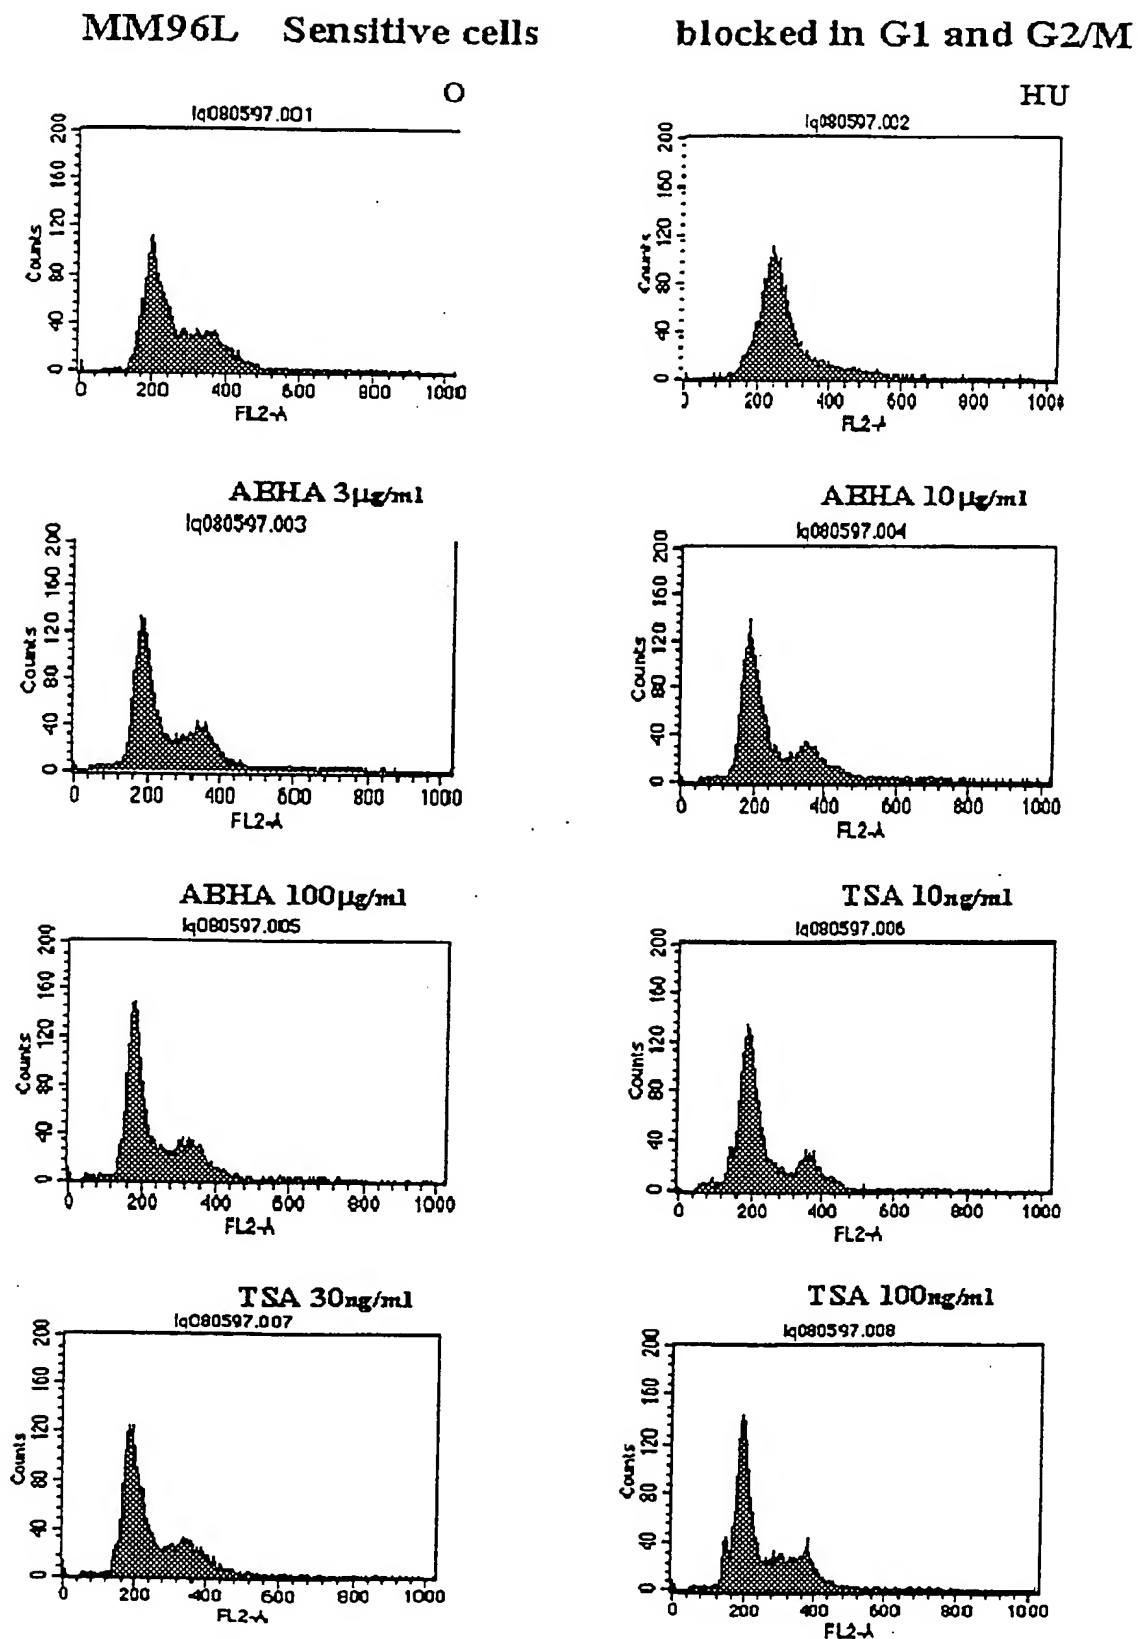 MM96L Sensitive cells blocked in G1 and G2/M
O
lq080597.001
200
160
120
80
40
0
Counts
0 200 400 600 800 1000
FL2-A
HU
lq080597.002
200
160
120
80
40
0
Counts
0 200 400 600 800 1000
FL2-A
ABHA 3µg/ml
lq080597.003
200
160
120
80
40
0
Counts
0 200 400 600 800 1000
FL2-A
ABHA 10µg/ml
lq080597.004
200
160
120
80
40
0
Counts
0 200 400 600 800 1000
FL2-A
ABHA 100µg/ml
lq080597.005
200
160
120
80
40
0
Counts
0 200 400 600 800 1000
FL2-A
TSA 10ng/ml
lq080597.006
200
160
120
80
40
0
Counts
0 200 400 600 800 1000
FL2-A
TSA 30ng/ml
lq080597.007
200
160
120
80
40
0
Counts
0 200 400 600 800 1000
FL2-A
TSA 100ng/ml
lq080597.008
200
160
120
80
40
0
Counts
0 200 400 600 800 1000
FL2-A